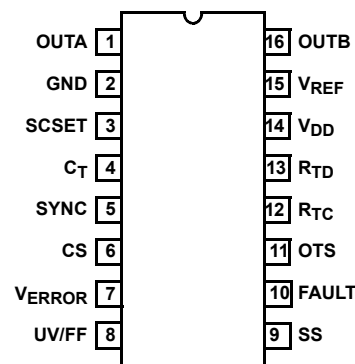 OUTA 1 16 OUTB
GND 2 15 VREF
SCSET 3 14 VDD
CT 4 13 RTD
SYNC 5 12 RTC
CS 6 11 OTS
VERROR 7 10 FAULT
UV/FF 8 9 SS